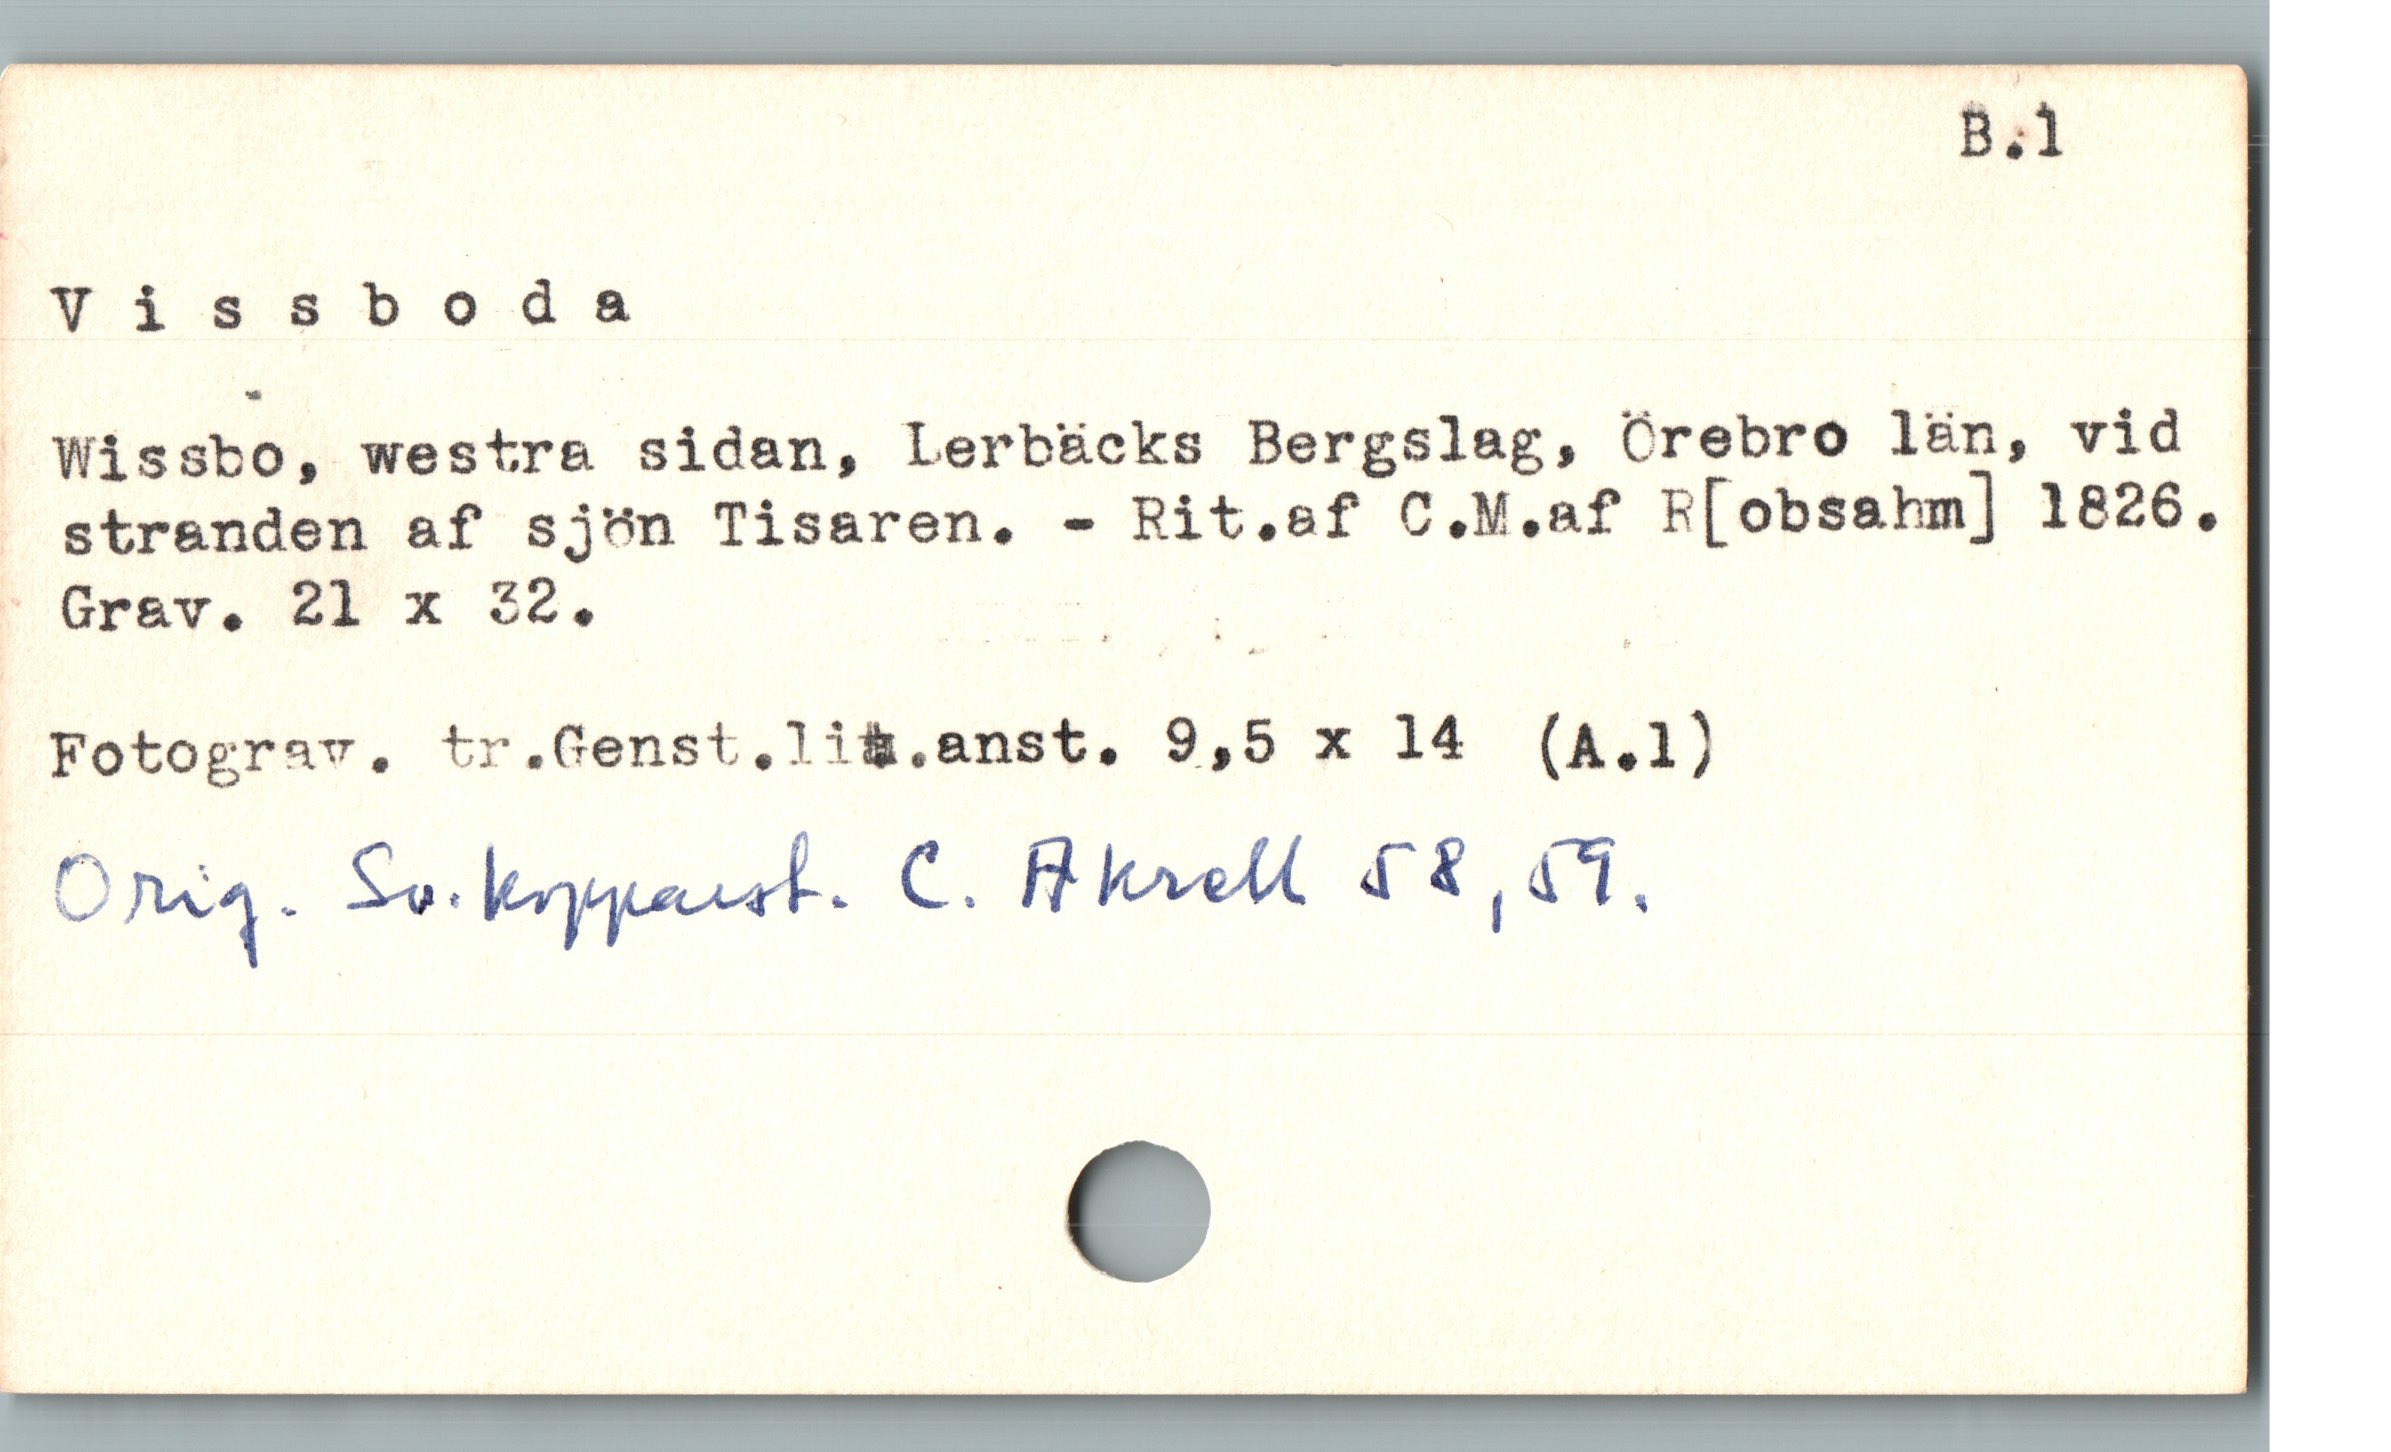 B.1
V i s s b o d a
Wissbo, westra sidan, Lerbäcks Bergslag, Örebro län, vid
stranden af sjön Tisaren. - Rit.af C.M.af R[obsahm] 1826.
Grav. 21 x 32.
Fotograv. tr.Genst.lit.anst. 9,5 x 14 (A.1)
Orig. Sv. kopparst. C. Akrell 58, 59.